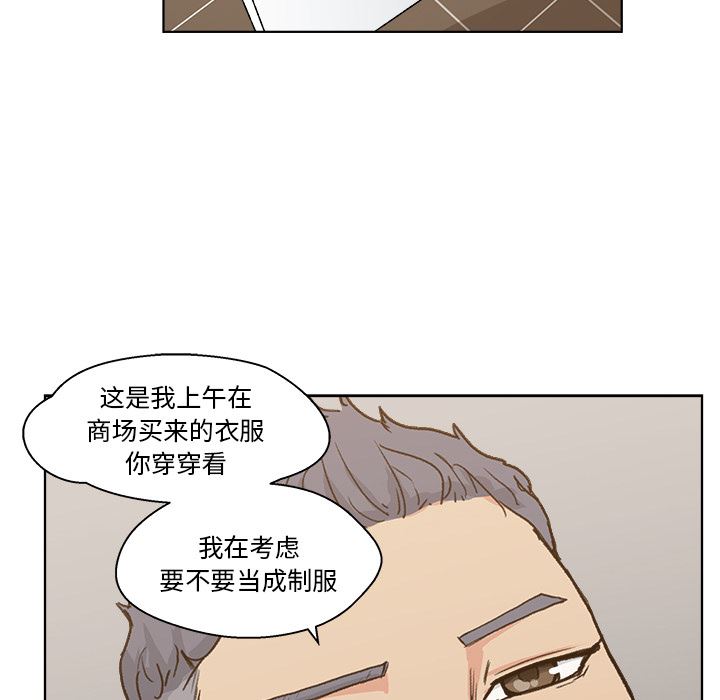 这是我上午在
商场买来的衣服
你穿穿看
我在考虑
要不要当成制服